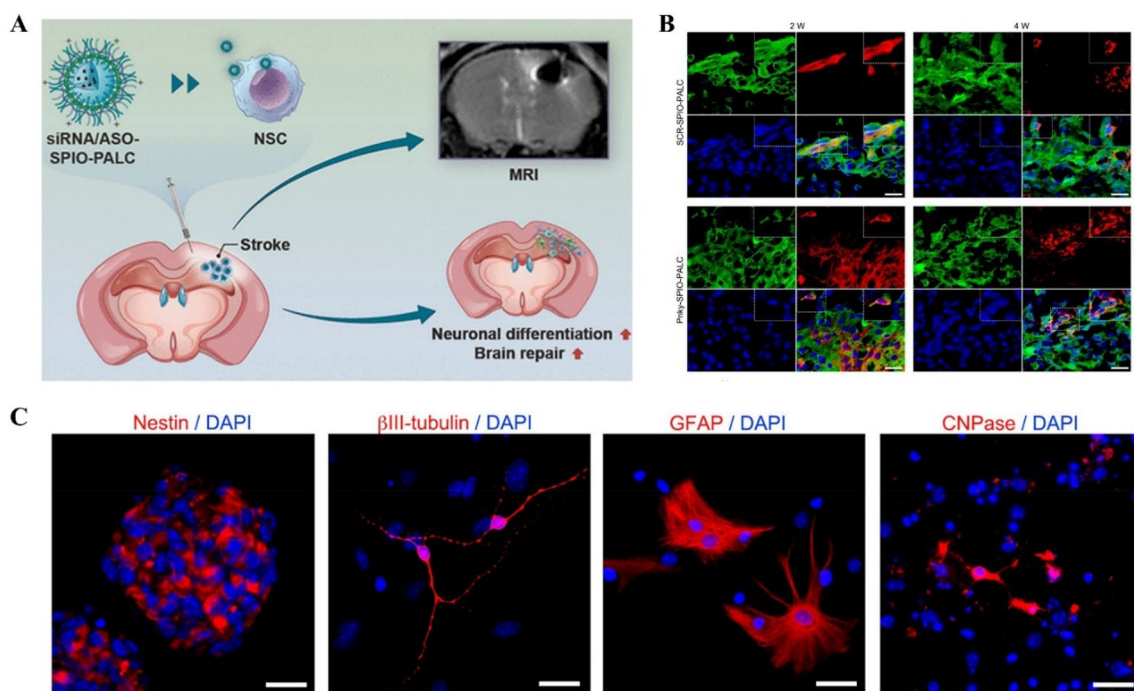 A
siRNA/ASO-
SPIO-PALC
NSC
MRI
Stroke
Neuronal differentiation
Brain repair
B
2 W
4 W
SCR-SPIO-PALC
Pnky-SPIO-PALC
C
Nestin / DAPI
βIII-tubulin / DAPI
GFAP / DAPI
CNPase / DAPI